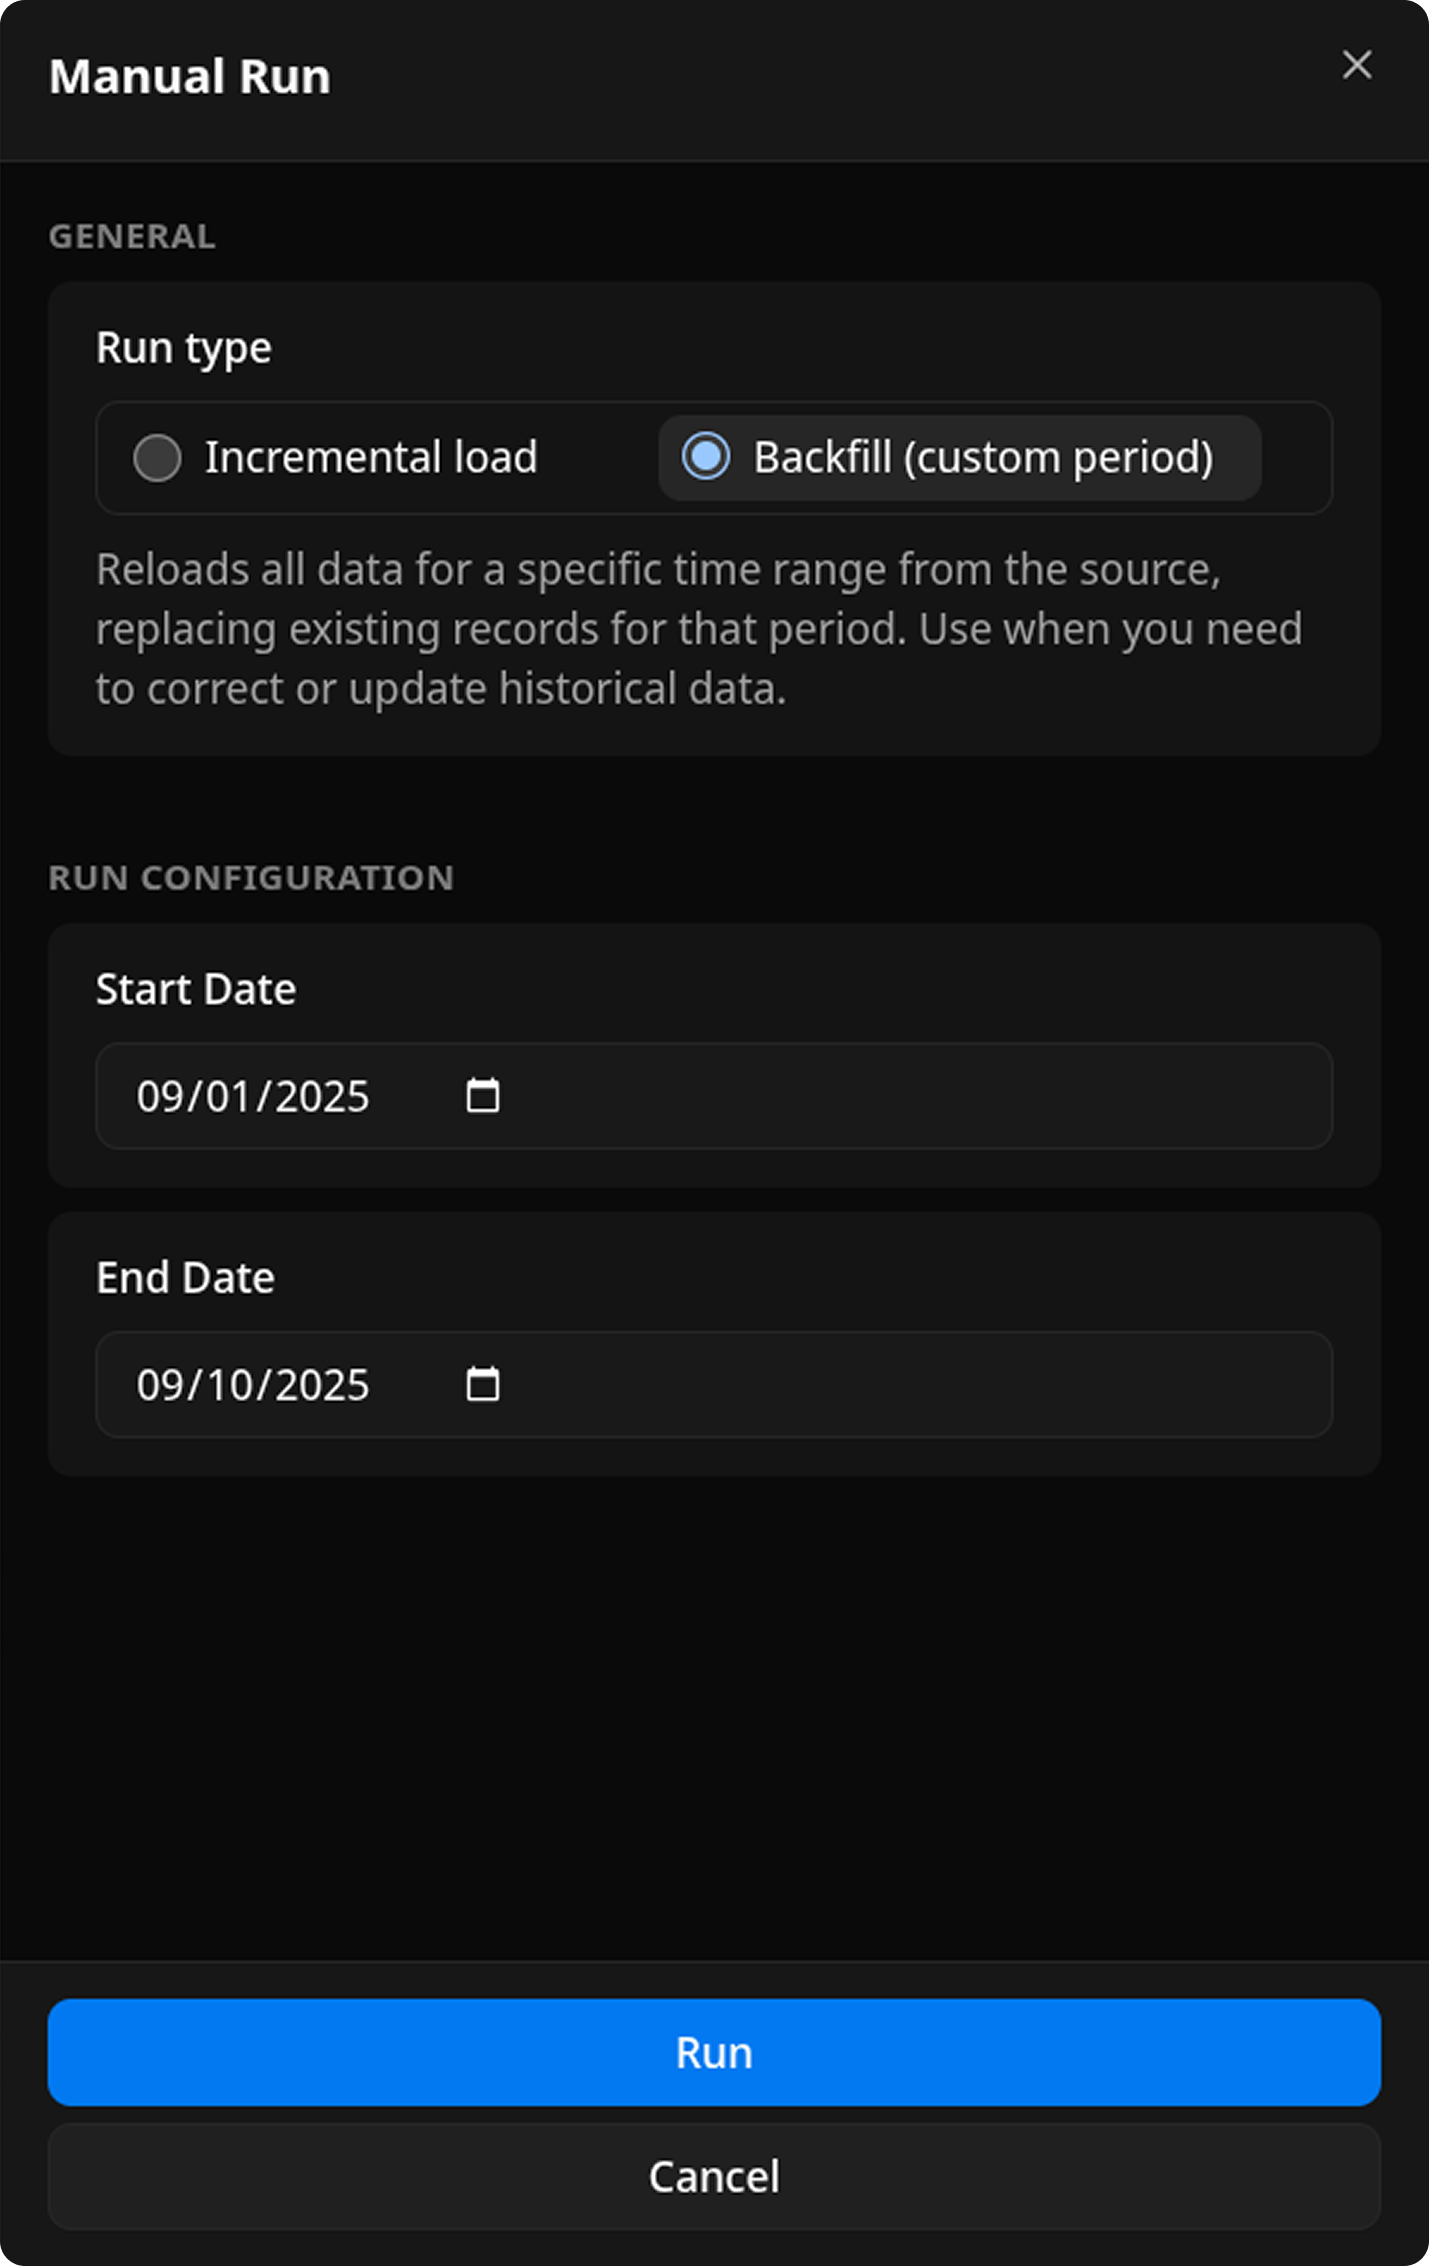 Manual Run
GENERAL
Run type
Incremental load
Backfill (custom period)
Reloads all data for a specific time range from the source,
replacing existing records for that period. Use when you need
to correct or update historical data.
RUN CONFIGURATION
Start Date
09/01/2025
End Date
09/10/2025
Run
Cancel